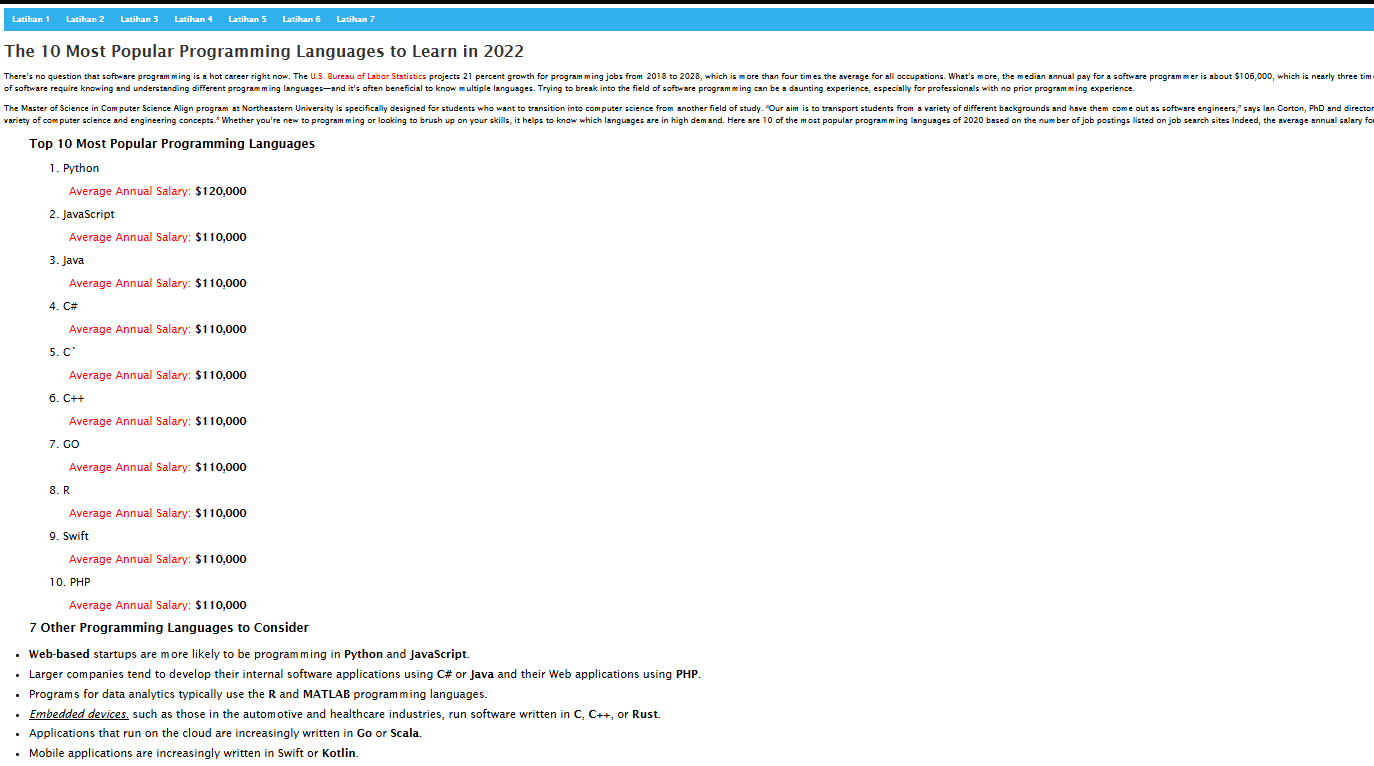 Latihan 1 Latihan 2 Latihan 3 Latihan 4 Latihan 5 Latihan 6 Latihan 7
The 10 Most Popular Programming Languages to Learn in 2022
There's no question that software programming is a hot career right now. The U.S. Bureau of Labor Statistics projects 21 percent growth for programming jobs from 2018 to 2028, which is more than four times the average for all occupations. What's more, the median annual pay for a software programmer is about $106,000, which is nearly three tim
of software require knowing and understanding different programming languages—and it's often beneficial to know multiple languages. Trying to break into the field of software programming can be a daunting experience, especially for professionals with no prior programming experience.
The Master of Science in Computer Science Align program at Northeastern University is specifically designed for students who want to transition into computer science from another field of study. "Our aim is to transport students from a variety of different backgrounds and have them come out as software engineers," says Ian Gorton, PhD and director
variety of computer science and engineering concepts." Whether you're new to programming or looking to brush up on your skills, it helps to know which languages are in high demand. Here are 10 of the most popular programming languages of 2020 based on the number of job postings listed on job search sites Indeed, the average annual salary fo
Top 10 Most Popular Programming Languages
1. Python
Average Annual Salary: $120,000
2. JavaScript
Average Annual Salary: $110,000
3. Java
Average Annual Salary: $110,000
4. C#
Average Annual Salary: $110,000
5. C`
Average Annual Salary: $110,000
6. C++
Average Annual Salary: $110,000
7. GO
Average Annual Salary: $110,000
8. R
Average Annual Salary: $110,000
9. Swift
Average Annual Salary: $110,000
10. PHP
Average Annual Salary: $110,000
7 Other Programming Languages to Consider
• Web-based startups are more likely to be programming in Python and JavaScript.
• Larger companies tend to develop their internal software applications using C# or Java and their Web applications using PHP.
• Programs for data analytics typically use the R and MATLAB programming languages.
• Embedded devices, such as those in the automotive and healthcare industries, run software written in C, C++, or Rust.
• Applications that run on the cloud are increasingly written in Go or Scala.
• Mobile applications are increasingly written in Swift or Kotlin.